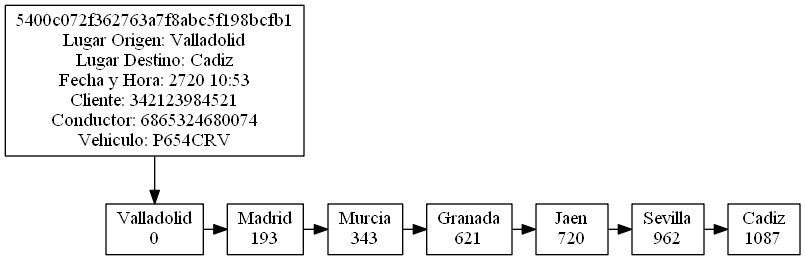 5400c072f362763a7f8abc5f198bcfb1
Lugar Origen: Valladolid
Lugar Destino: Cadiz
Fecha y Hora: 2720 10:53
Cliente: 342123984521
Conductor: 6865324680074
Vehiculo: P654CRV
Valladolid
0
Madrid
193
Murcia
343
Granada
621
Jaen
720
Sevilla
962
Cadiz
1087